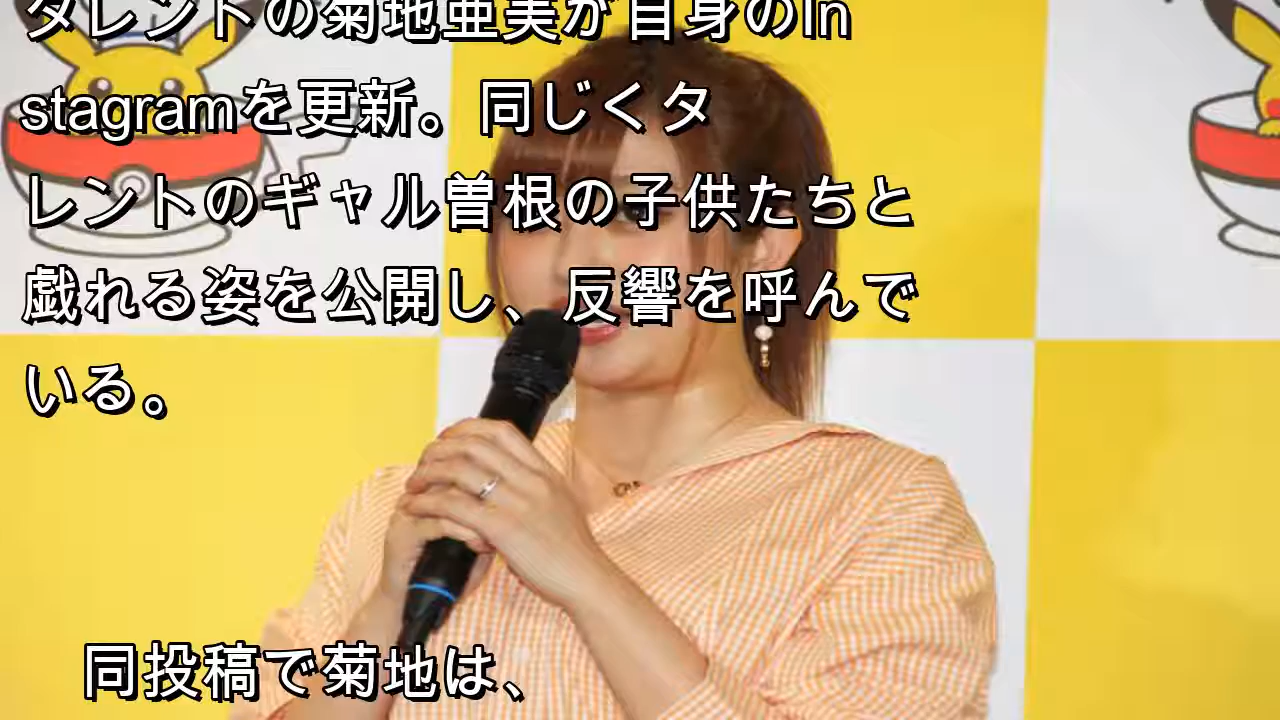 タレントの菊地亜美が自身のIn
stagramを更新。同じくタ
レントのギャル曽根の子供たちと
戯れる姿を公開し、反響を呼んで
いる。
同投稿で菊地は、